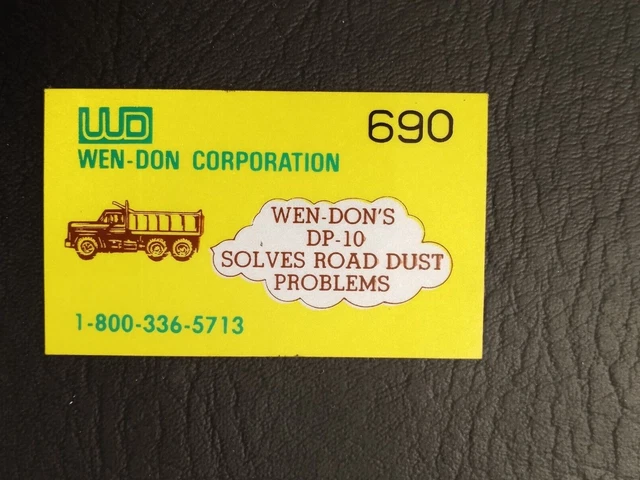 WD
690
WEN-DON CORPORATION
WEN-DON'S
DP-10
SOLVES ROAD DUST
PROBLEMS
1-800-336-5713